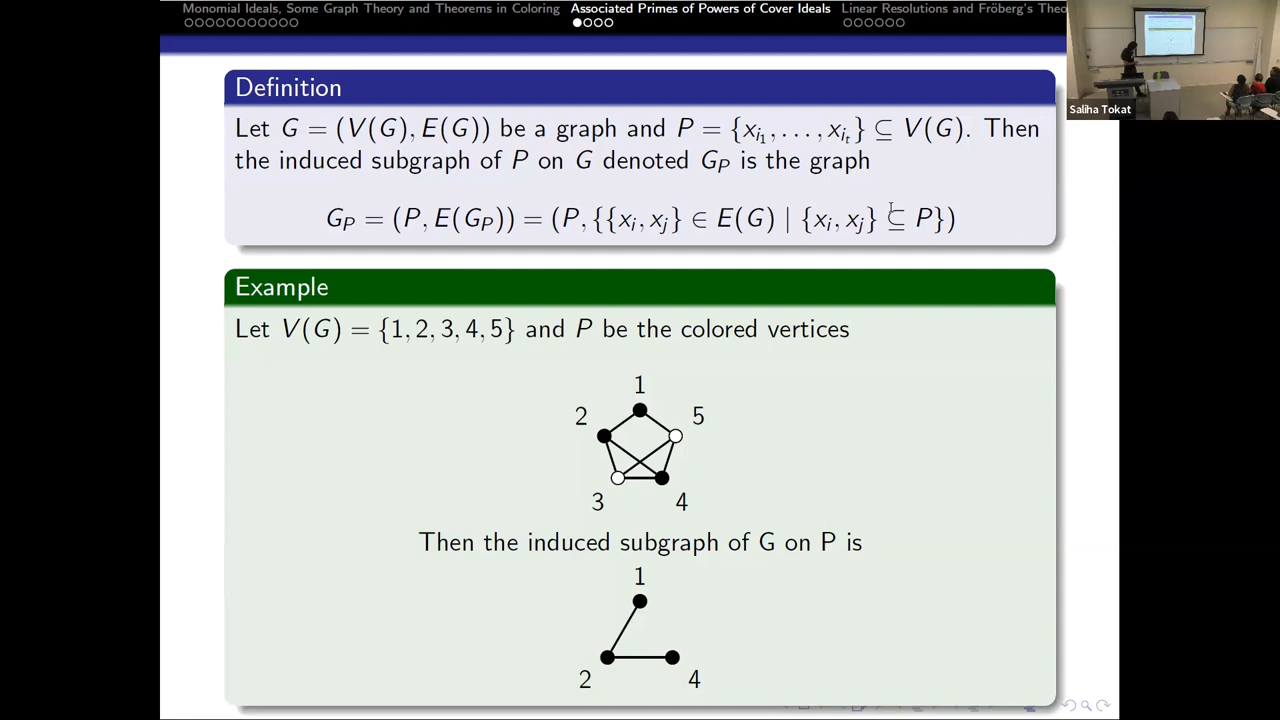 Monomial Ideals, Some Graph Theory and Theorems in Coloring Associated Primes of Powers of Cover Ideals Linear Resolutions and Fröberg's Theo
Saliha Tokat
Definition
Let G = (V(G), E(G)) be a graph and P = {x_{i_1}, . . . , x_{i_t}} ⊆ V(G). Then
the induced subgraph of P on G denoted G_P is the graph
G_P = (P, E(G_P)) = (P, {{x_i, x_j} ∈ E(G) | {x_i, x_j} ⊆ P})
Example
Let V(G) = {1, 2, 3, 4, 5} and P be the colored vertices
1
2 5
3 4
Then the induced subgraph of G on P is
1
2 4